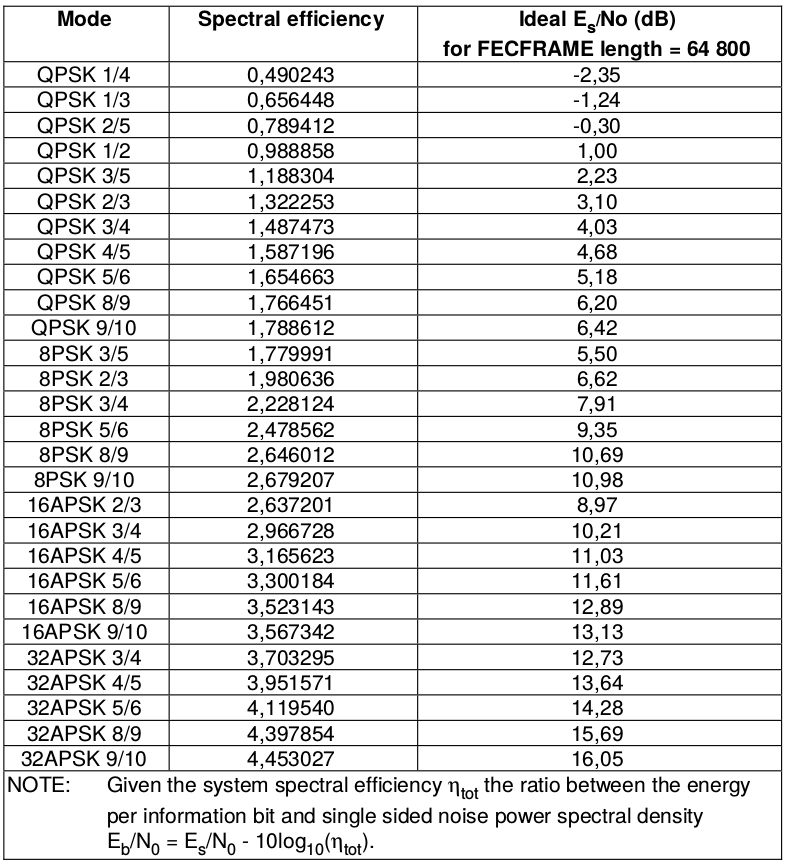 Mode Spectral efficiency Ideal Es/No (dB)
for FECFRAME length = 64 800
QPSK 1/4 0,490243 -2,35
QPSK 1/3 0,656448 -1,24
QPSK 2/5 0,789412 -0,30
QPSK 1/2 0,988858 1,00
QPSK 3/5 1,188304 2,23
QPSK 2/3 1,322253 3,10
QPSK 3/4 1,487473 4,03
QPSK 4/5 1,587196 4,68
QPSK 5/6 1,654663 5,18
QPSK 8/9 1,766451 6,20
QPSK 9/10 1,788612 6,42
8PSK 3/5 1,779991 5,50
8PSK 2/3 1,980636 6,62
8PSK 3/4 2,228124 7,91
8PSK 5/6 2,478562 9,35
8PSK 8/9 2,646012 10,69
8PSK 9/10 2,679207 10,98
16APSK 2/3 2,637201 8,97
16APSK 3/4 2,966728 10,21
16APSK 4/5 3,165623 11,03
16APSK 5/6 3,300184 11,61
16APSK 8/9 3,523143 12,89
16APSK 9/10 3,567342 13,13
32APSK 3/4 3,703295 12,73
32APSK 4/5 3,951571 13,64
32APSK 5/6 4,119540 14,28
32APSK 8/9 4,397854 15,69
32APSK 9/10 4,453027 16,05
NOTE: Given the system spectral efficiency ηtot the ratio between the energy
per information bit and single sided noise power spectral density
Eb/N0 = Es/N0 - 10log10(ηtot).